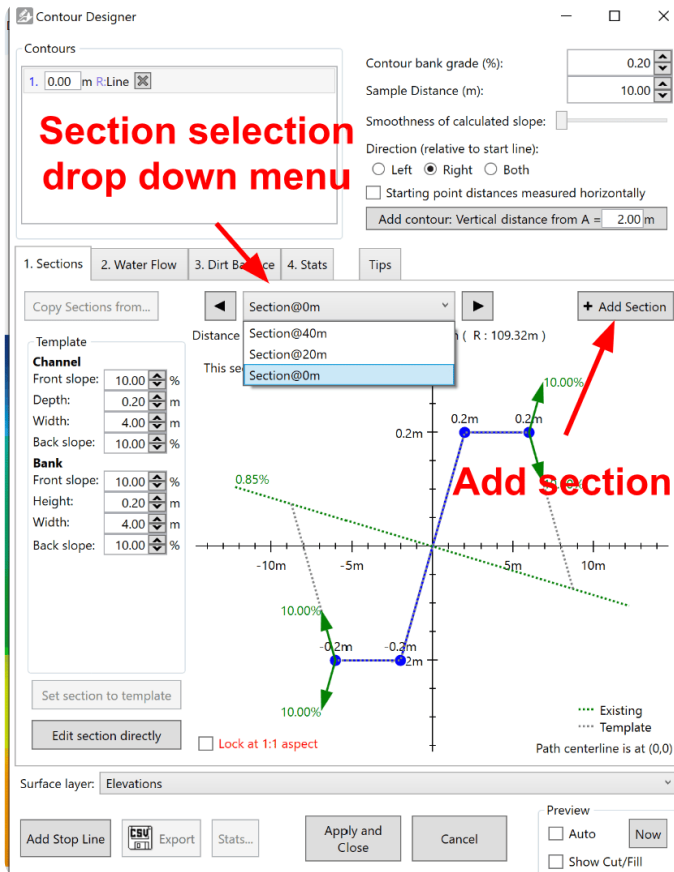 Contour Designer
Contours
1. 0.00 m R:Line
Section selection
drop down menu
Contour bank grade (%): 0.20
Sample Distance (m): 10.00
Smoothness of calculated slope:
Direction (relative to start line):
Left Right Both
Starting point distances measured horizontally
Add contour: Vertical distance from A = 2.00 m
1. Sections 2. Water Flow 3. Dirt Ba 4. Stats Tips
Copy Sections from... Section@0m + Add Section
Distance ( R : 109.32m )
Section@40m
Section@20m
Section@0m
This se
Template
Channel
Front slope: 10.00 %
Depth: 0.20 m
Width: 4.00 m
Back slope: 10.00 %
Bank
Front slope: 10.00 %
Height: 0.20 m
Width: 4.00 m
Back slope: 10.00 %
10.00%
0.2m 0.2m
0.2m
Add section
0.85%
-10m -5m 5m 10m
10.00%
-0.2m -0.2m
2m
10.00%
Set section to template
Edit section directly
Lock at 1:1 aspect
Existing
Template
Path centerline is at (0,0)
Surface layer: Elevations
Add Stop Line CSV Export Stats... Apply and Close Cancel
Preview
Auto Now
Show Cut/Fill